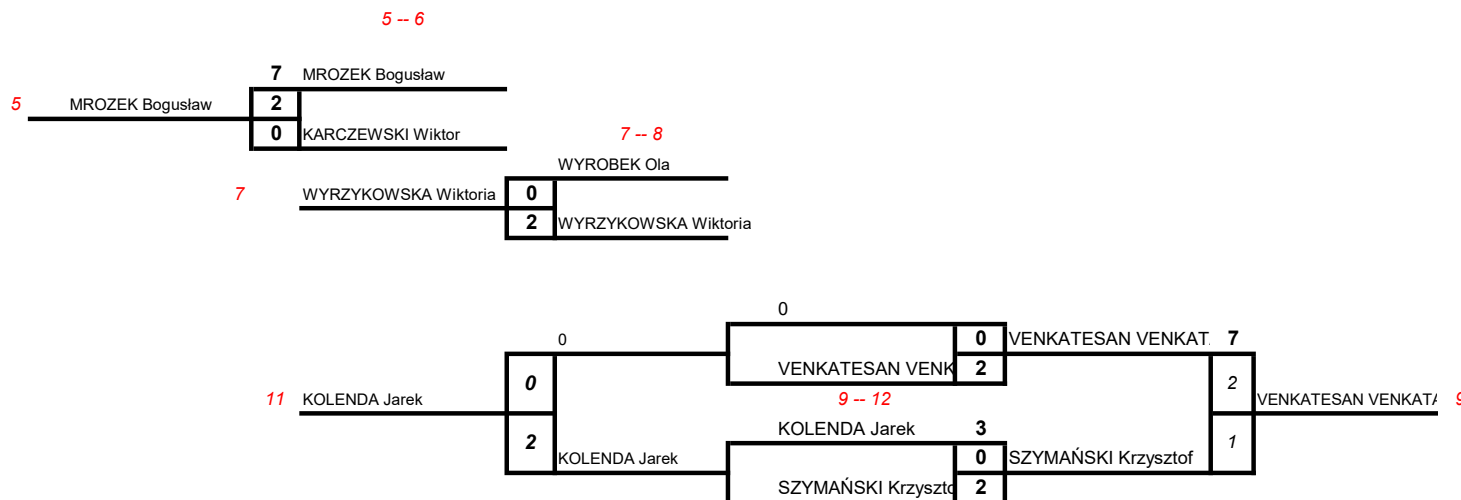 5 -- 6
7 MROZEK Bogusław
5 MROZEK Bogusław 2
0 KARCZEWSKI Wiktor
7 -- 8
WYROBEK Ola
7 WYRZYKOWSKA Wiktoria 0
2 WYRZYKOWSKA Wiktoria
0
0 0 VENKATESAN VENKAT. 7
VENKATESAN VENK 2
0 2
11 KOLENDA Jarek 9 -- 12 VENKATESAN VENKATA 9
KOLENDA Jarek 3
2 1
KOLENDA Jarek 0 SZYMAŃSKI Krzysztof
SZYMAŃSKI Krzyszto 2